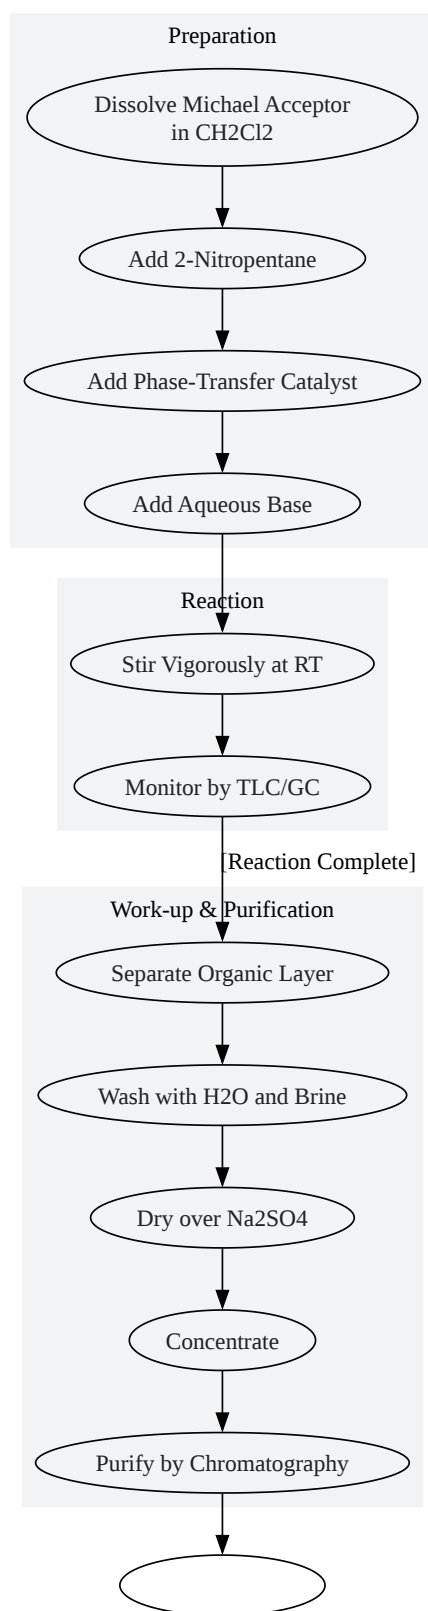 Preparation
Dissolve Michael Acceptor
in CH2Cl2
Add 2-Nitropentane
Add Phase-Transfer Catalyst
Add Aqueous Base
Reaction
Stir Vigorously at RT
Monitor by TLC/GC
[Reaction Complete]
Work-up & Purification
Separate Organic Layer
Wash with H2O and Brine
Dry over Na2SO4
Concentrate
Purify by Chromatography